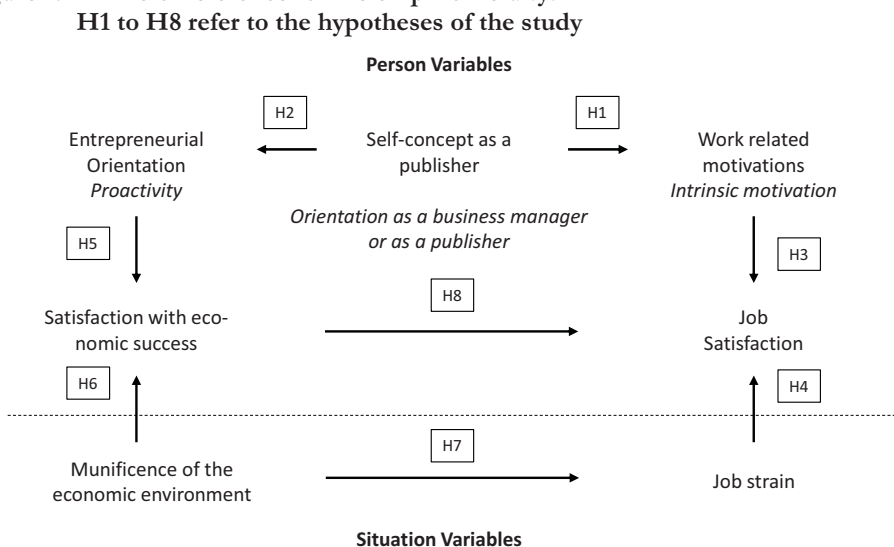 H1 to H8 refer to the hypotheses of the study
Person Variables
H2
H1
Entrepreneurial
Orientation
Proactivity
Self-concept as a
publisher
Work related
motivations
Intrinsic motivation
Orientation as a business manager
or as a publisher
H5
H3
H8
Satisfaction with eco-
nomic success
Job
Satisfaction
H6
H4
H7
Munificence of the
economic environment
Job strain
Situation Variables